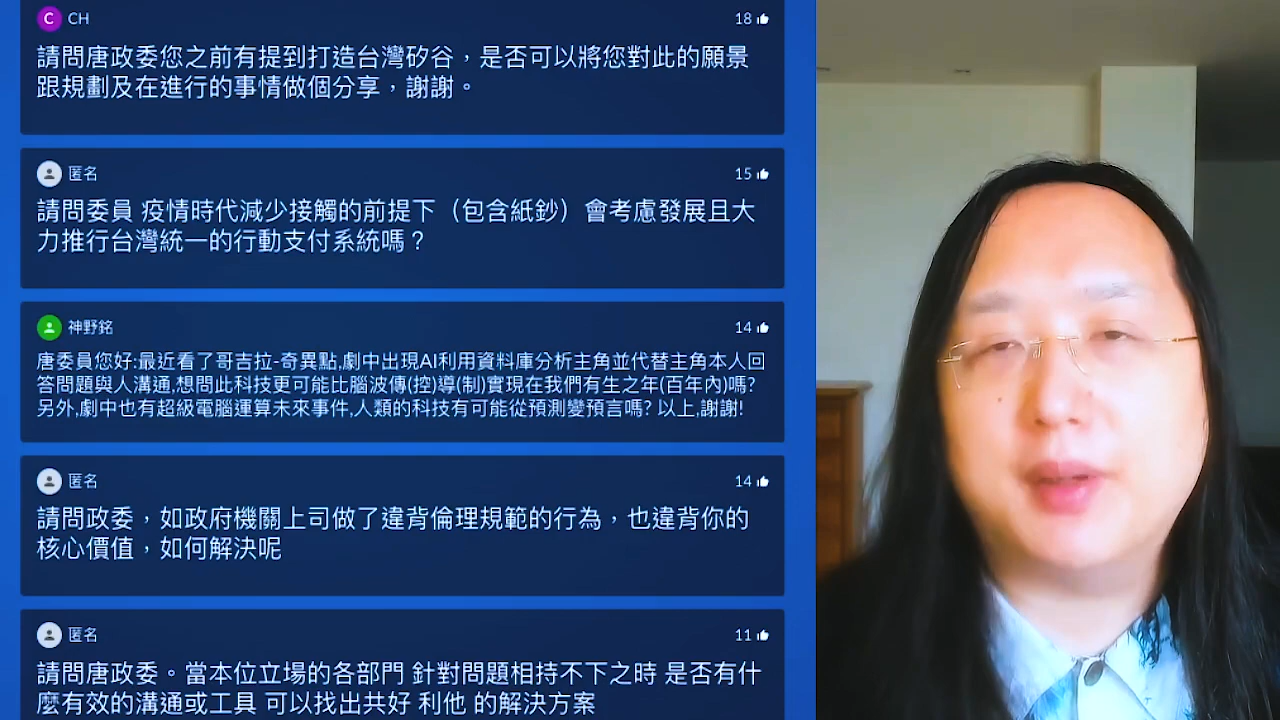 C CH 18
請問唐政委您之前有提到打造台灣矽谷，是否可以將您對此的願景
跟規劃及在進行的事情做個分享，謝謝。
匿名 15
請問委員 疫情時代減少接觸的前提下（包含紙鈔）會考慮發展且大
力推行台灣統一的行動支付系統嗎？
神野銘 14
唐委員您好:最近看了哥吉拉-奇異點,劇中出現AI利用資料庫分析主角並代替主角本人回
答問題與人溝通,想問此科技更可能比腦波傳(控)導(制)實現在我們有生之年(百年內)嗎?
另外,劇中也有超級電腦運算未來事件,人類的科技有可能從預測變預言嗎? 以上,謝謝!
匿名 14
請問政委，如政府機關上司做了違背倫理規範的行為，也違背你的
核心價值，如何解決呢
匿名 11
請問唐政委。當本位立場的各部門 針對問題相持不下之時 是否有什
麼有效的溝通或工具 可以找出共好 利他 的解決方案